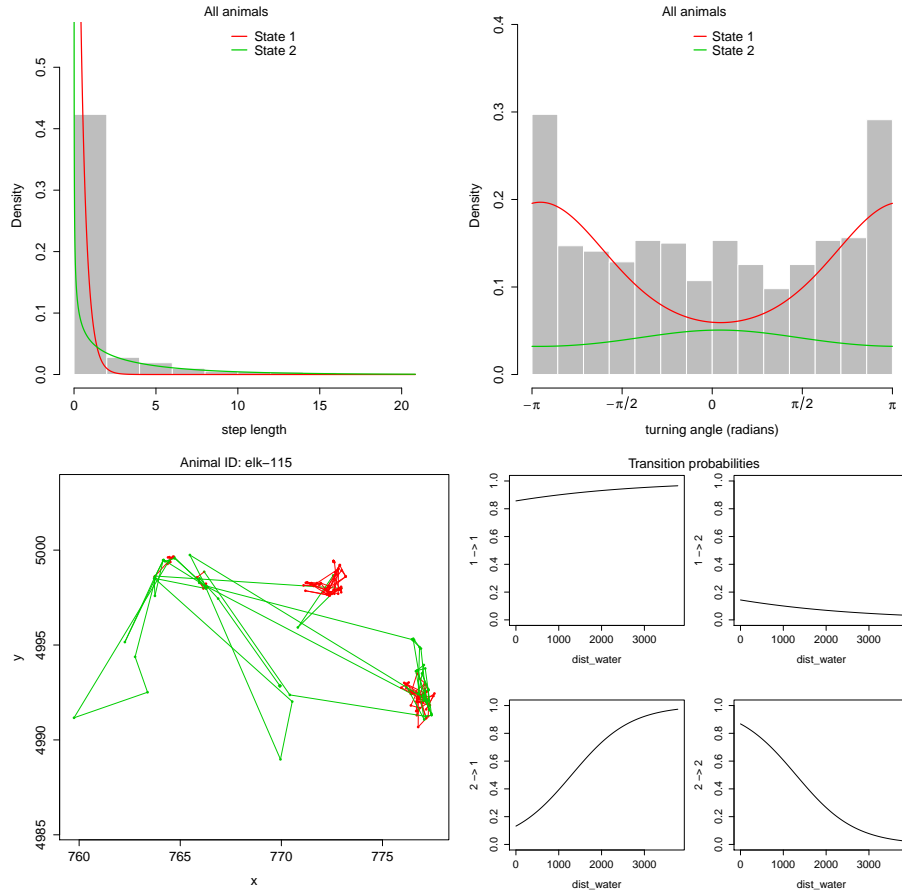 All animals
State 1
State 2
Density
0.0 0.1 0.2 0.3 0.4 0.5
0 5 10 15 20
step length
All animals
State 1
State 2
Density
0.0 0.1 0.2 0.3 0.4
−π −π/2 0 π/2 π
turning angle (radians)
Animal ID: elk−115
y
4985 4990 4995 5000
760 765 770 775
x
Transition probabilities
1 −> 1
0.0 0.2 0.4 0.6 0.8 1.0
0 1000 2000 3000
dist_water
1 −> 2
0.0 0.2 0.4 0.6 0.8 1.0
0 1000 2000 3000
dist_water
2 −> 1
0.0 0.2 0.4 0.6 0.8 1.0
0 1000 2000 3000
dist_water
2 −> 2
0.0 0.2 0.4 0.6 0.8 1.0
0 1000 2000 3000
dist_water